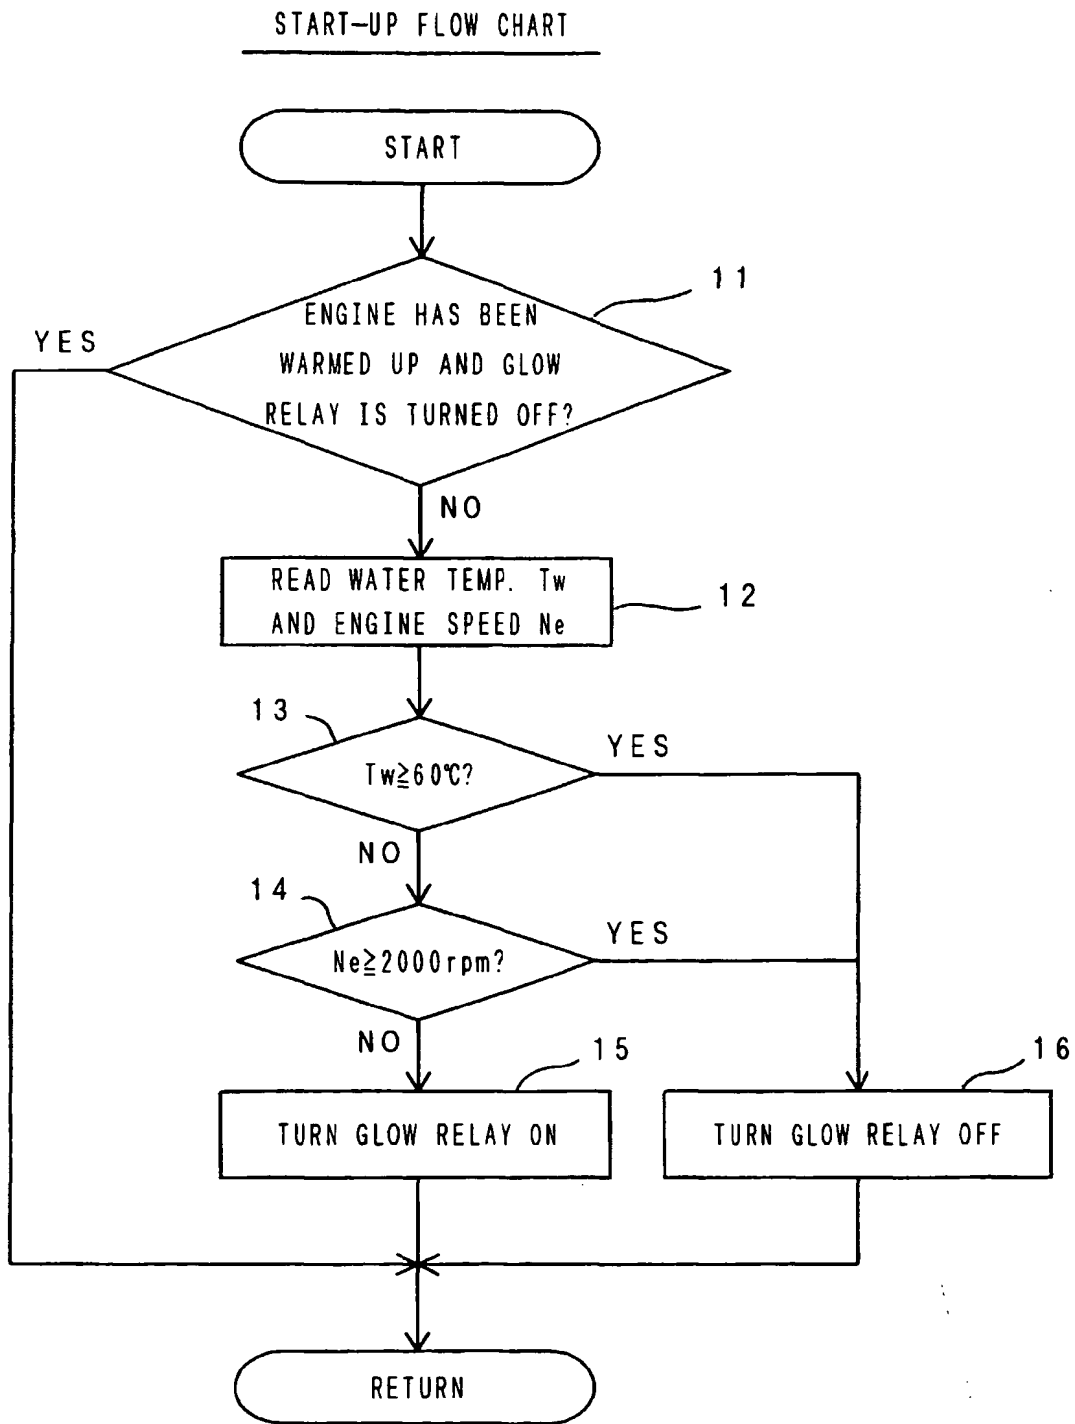 START-UP FLOW CHART
START
11
ENGINE HAS BEEN
YES
WARMED UP AND GLOW
RELAY IS TURNED OFF?
NO
READ WATER TEMP. Tw
12
AND ENGINE SPEED Ne
13
YES
Tw≧60℃?
NO
14
YES
Ne≧2000rpm?
NO
15
16
TURN GLOW RELAY ON
TURN GLOW RELAY OFF
RETURN